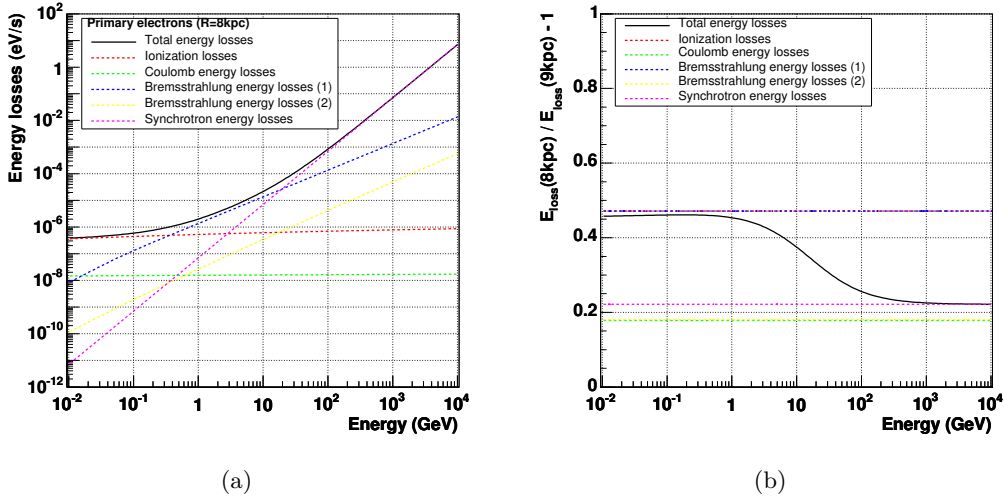 Primary electrons (R=8kpc)
Total energy losses
Ionization losses
Coulomb energy losses
Bremsstrahlung energy losses (1)
Bremsstrahlung energy losses (2)
Synchrotron energy losses
Energy losses (eV/s)
10^2
1
10^-2
10^-4
10^-6
10^-8
10^-10
10^-12
10^-2 10^-1 1 10 10^2 10^3 10^4
Energy (GeV)
(a)
Total energy losses
Ionization losses
Coulomb energy losses
Bremsstrahlung energy losses (1)
Bremsstrahlung energy losses (2)
Synchrotron energy losses
E_loss(8kpc) / E_loss(9kpc) - 1
1
0.8
0.6
0.4
0.2
0
10^-2 10^-1 1 10 10^2 10^3 10^4
Energy (GeV)
(b)